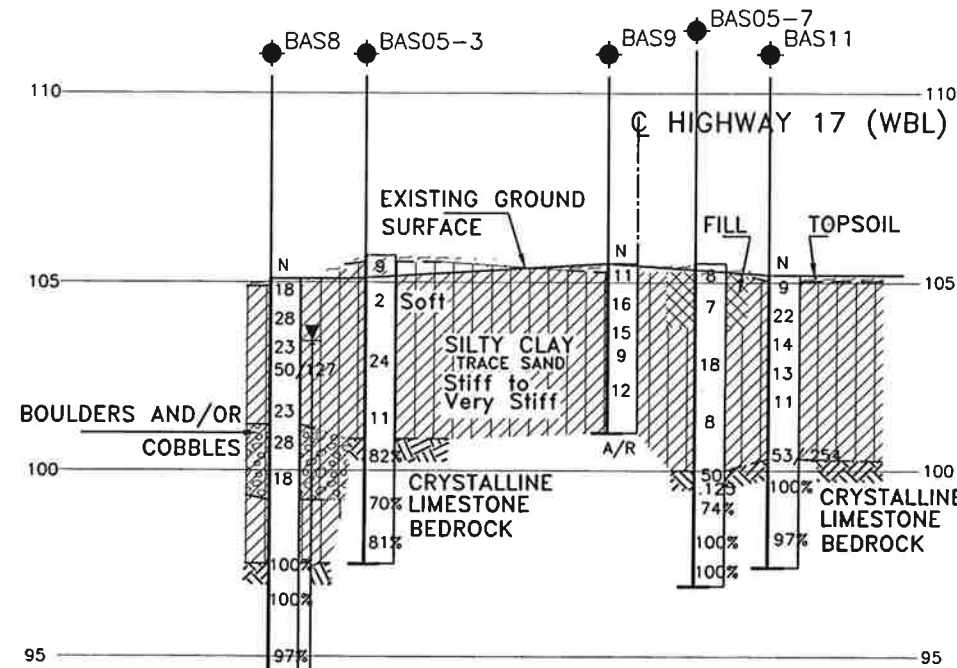 BAS8
BAS05-3
BAS9
BAS05-7
BAS11
110
110
℄ HIGHWAY 17 (WBL)
EXISTING GROUND
SURFACE
FILL
TOPSOIL
N
N
N
105
105
18
28
23
50/127
23
28
18
100%
100%
97%
9
2
24
11
82%
70%
81%
Soft
SILTY CLAY
TRACE SAND
Stiff to
Very Stiff
11
16
15
9
12
A/R
8
7
18
8
50
.125
74%
100%
100%
9
22
14
13
11
53/.254
100%
97%
BOULDERS AND/OR
COBBLES
100
100
CRYSTALLINE
LIMESTONE
BEDROCK
CRYSTALLINE
LIMESTONE
BEDROCK
95
95